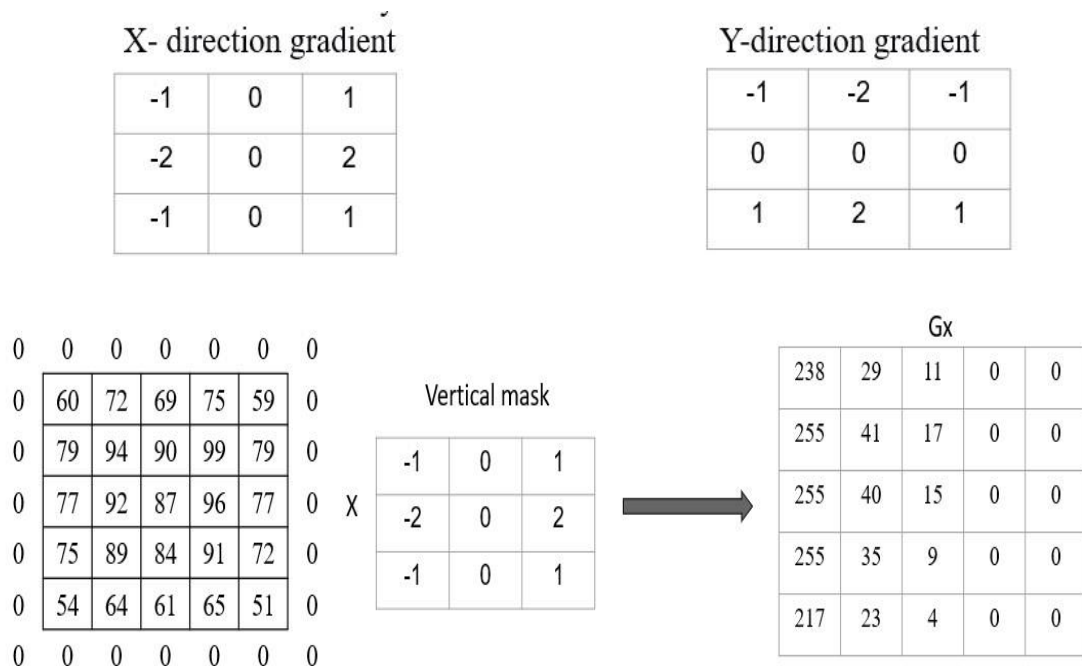 X- direction gradient
-1 0 1
-2 0 2
-1 0 1
Y-direction gradient
-1 -2 -1
0 0 0
1 2 1
0 0 0 0 0 0 0
0 60 72 69 75 59 0
0 79 94 90 99 79 0
0 77 92 87 96 77 0
0 75 89 84 91 72 0
0 54 64 61 65 51 0
0 0 0 0 0 0 0
X
Vertical mask
-1 0 1
-2 0 2
-1 0 1
Gx
238 29 11 0 0
255 41 17 0 0
255 40 15 0 0
255 35 9 0 0
217 23 4 0 0